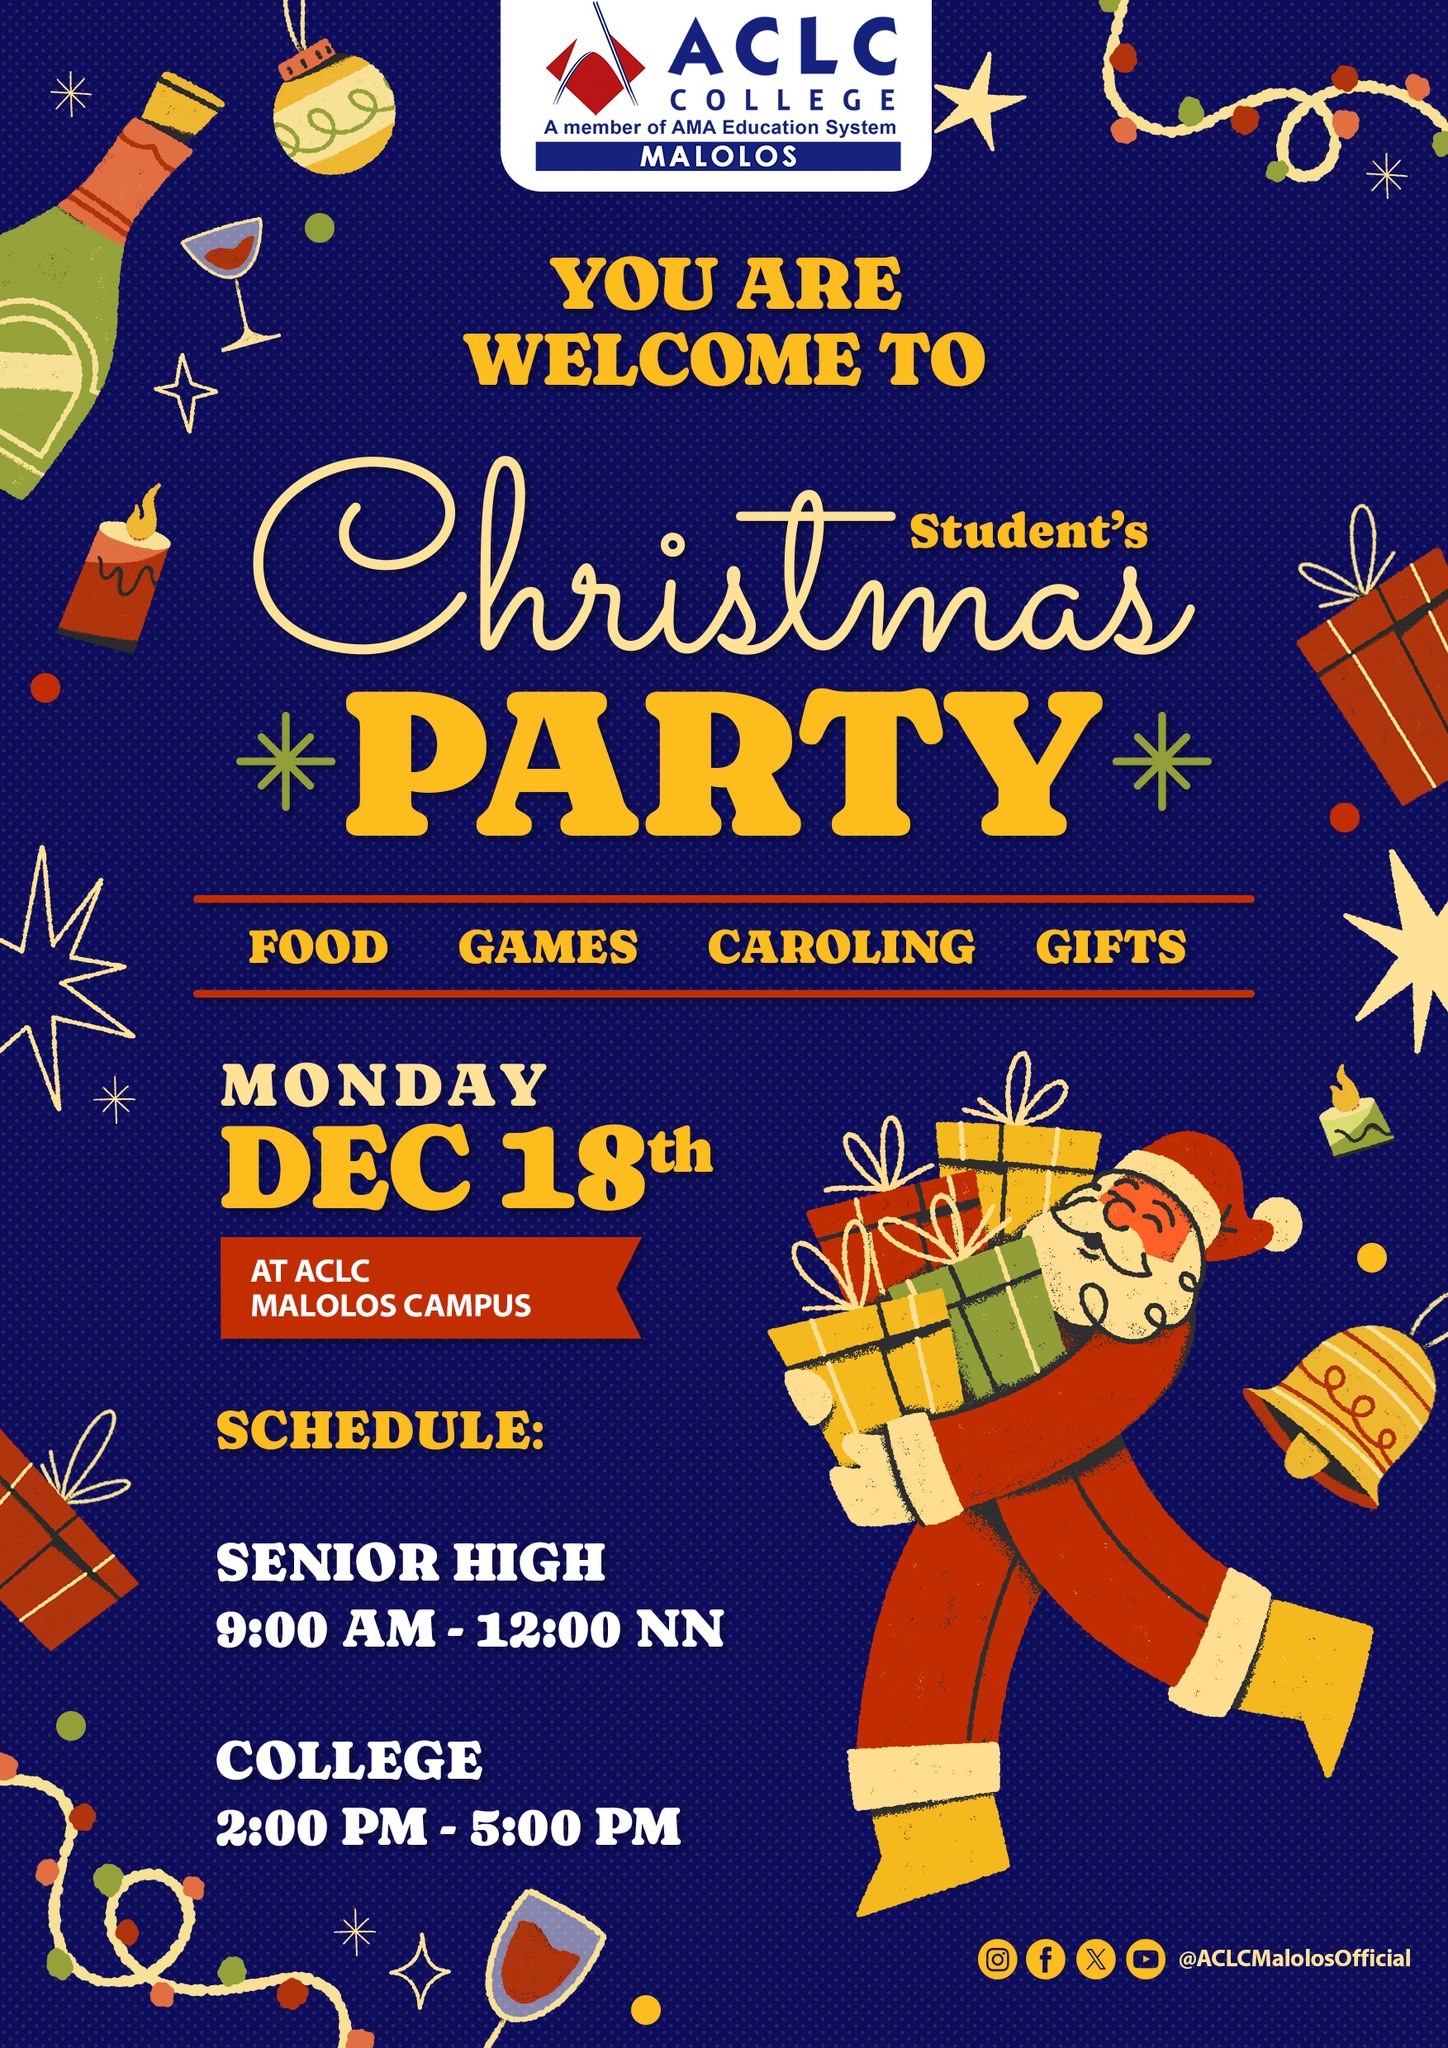 ACLC
COLLEGE
A member of AMA Education System
MALOLOS
YOU ARE
WELCOME TO
Student's
Christmas
PARTY
FOOD GAMES CAROLING GIFTS
MONDAY
DEC 18th
AT ACLC
MALOLOS CAMPUS
SCHEDULE:
SENIOR HIGH
9:00 AM - 12:00 NN
COLLEGE
2:00 PM - 5:00 PM
@ACLCMalolosOfficial